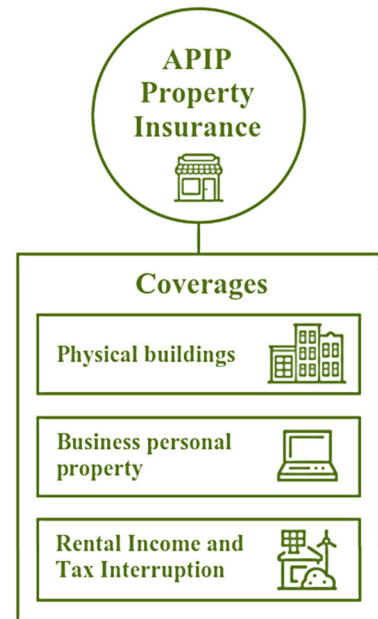 APIP
Property
Insurance
Coverages
Physical buildings
Business personal
property
Rental Income and
Tax Interruption